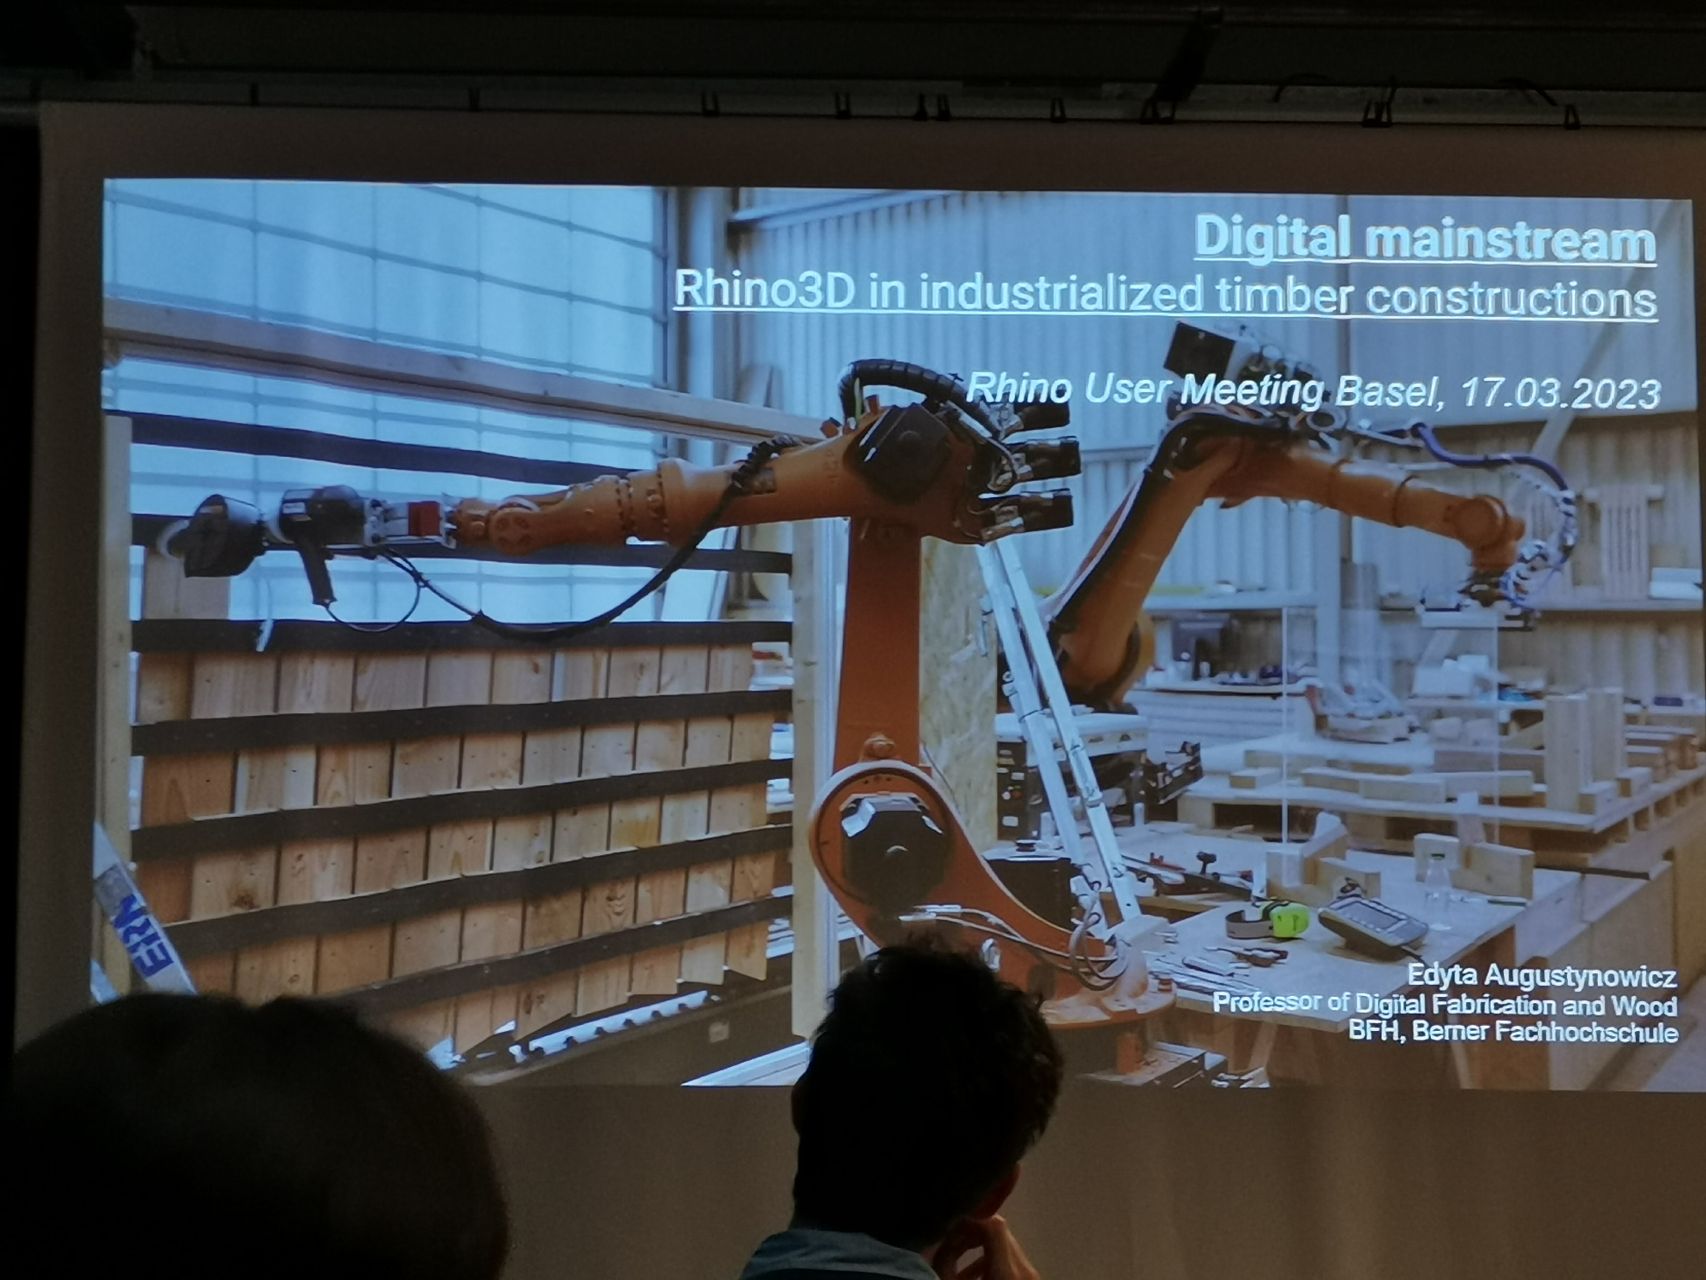 Digital mainstream
Rhino3D in industrialized timber constructions
Rhino User Meeting Basel, 17.03.2023
Edyta Augustynowicz
Professor of Digital Fabrication and Wood
BFH, Berner Fachhochschule